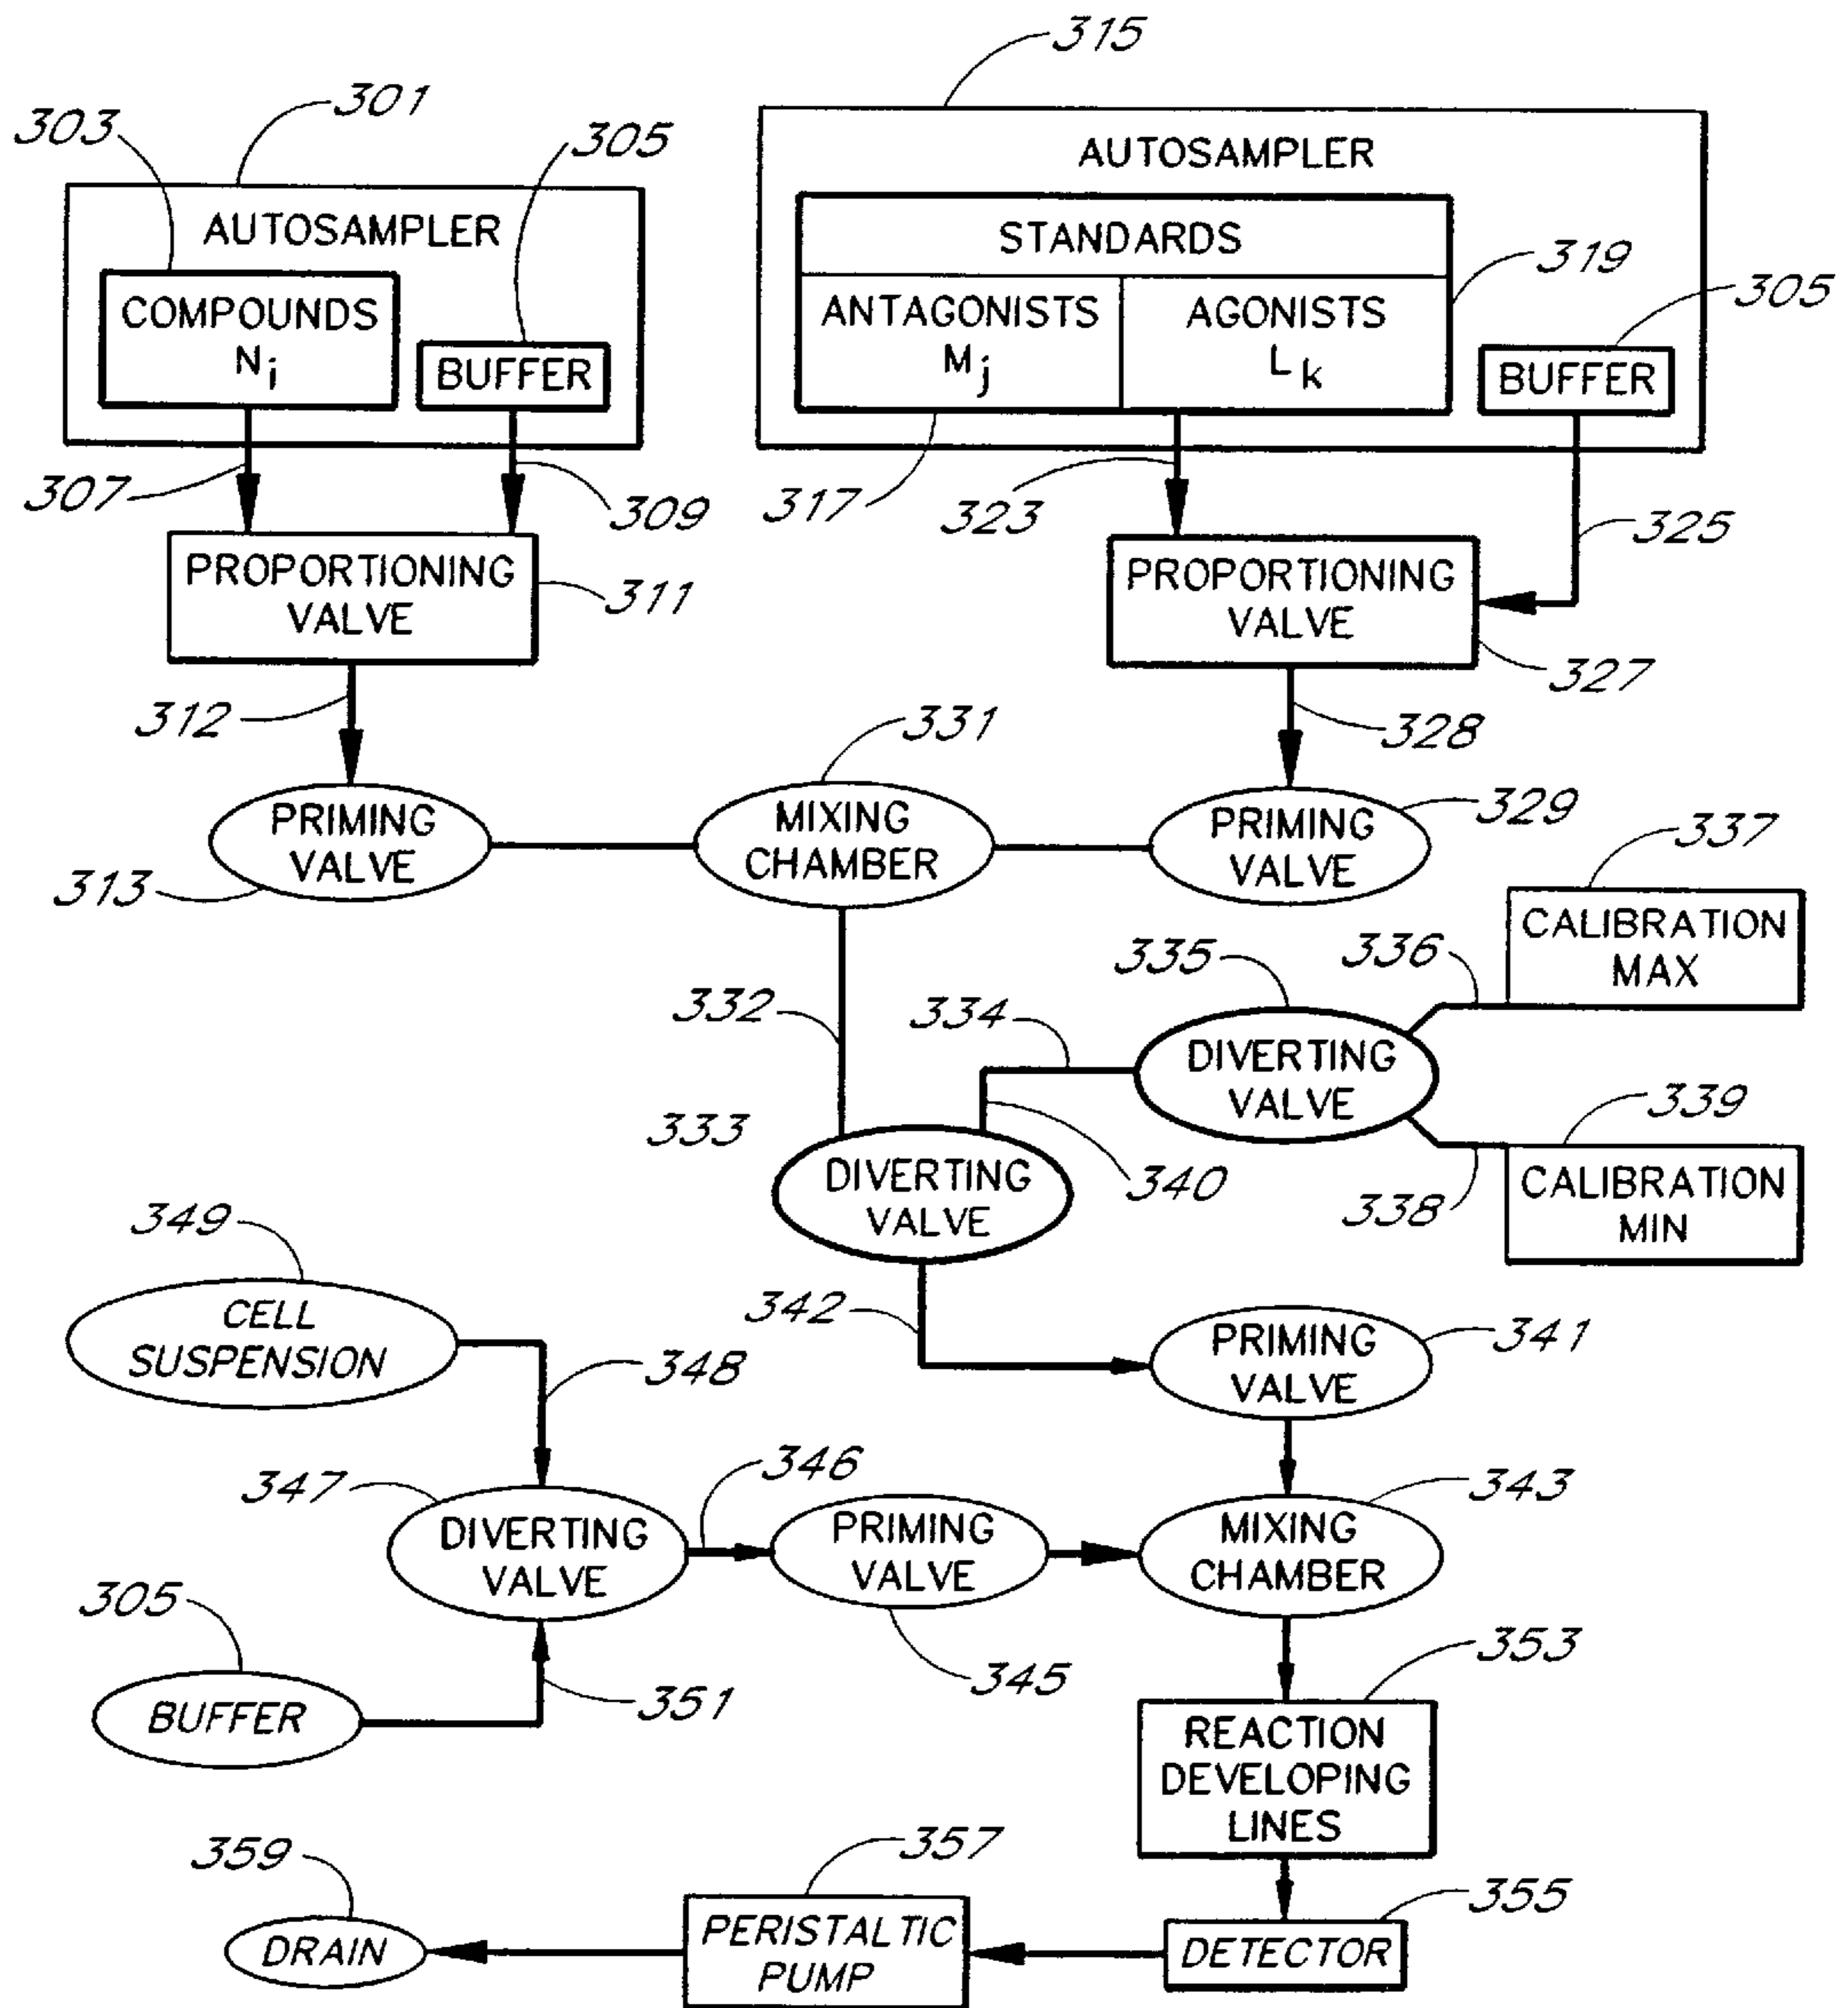 315
301
303
305
AUTOSAMPLER
AUTOSAMPLER
STANDARDS
319
305
COMPOUNDS
Ni
BUFFER
ANTAGONISTS
Mj
AGONISTS
Lk
BUFFER
307
309
317
323
325
PROPORTIONING
VALVE
311
PROPORTIONING
VALVE
327
312
331
328
PRIMING
VALVE
313
MIXING
CHAMBER
PRIMING
VALVE
329
337
CALIBRATION
MAX
335
336
332
334
DIVERTING
VALVE
339
333
DIVERTING
VALVE
340
338
CALIBRATION
MIN
349
CELL
SUSPENSION
342
PRIMING
VALVE
341
348
347
346
343
DIVERTING
VALVE
PRIMING
VALVE
MIXING
CHAMBER
305
BUFFER
351
345
353
REACTION
DEVELOPING
LINES
359
357
355
DRAIN
PERISTALTIC
PUMP
DETECTOR